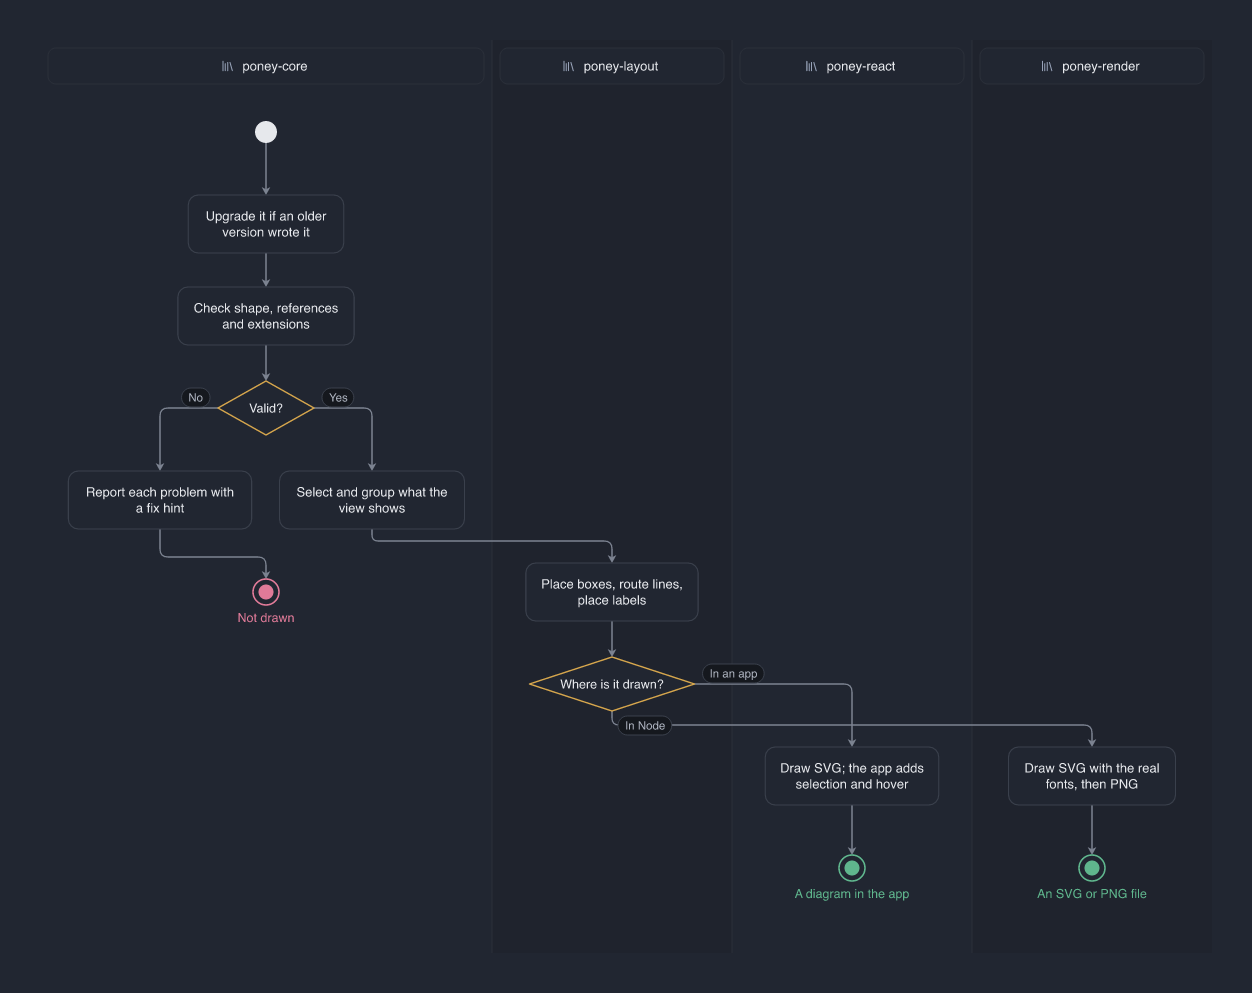 poney-core
poney-layout
poney-react
poney-render
Upgrade it if an older
version wrote it
Check shape, references
and extensions
No
Yes
Valid?
Report each problem with
a fix hint
Select and group what the
view shows
Place boxes, route lines,
place labels
Not drawn
In an app
Where is it drawn?
In Node
Draw SVG; the app adds
selection and hover
Draw SVG with the real
fonts, then PNG
A diagram in the app
An SVG or PNG file